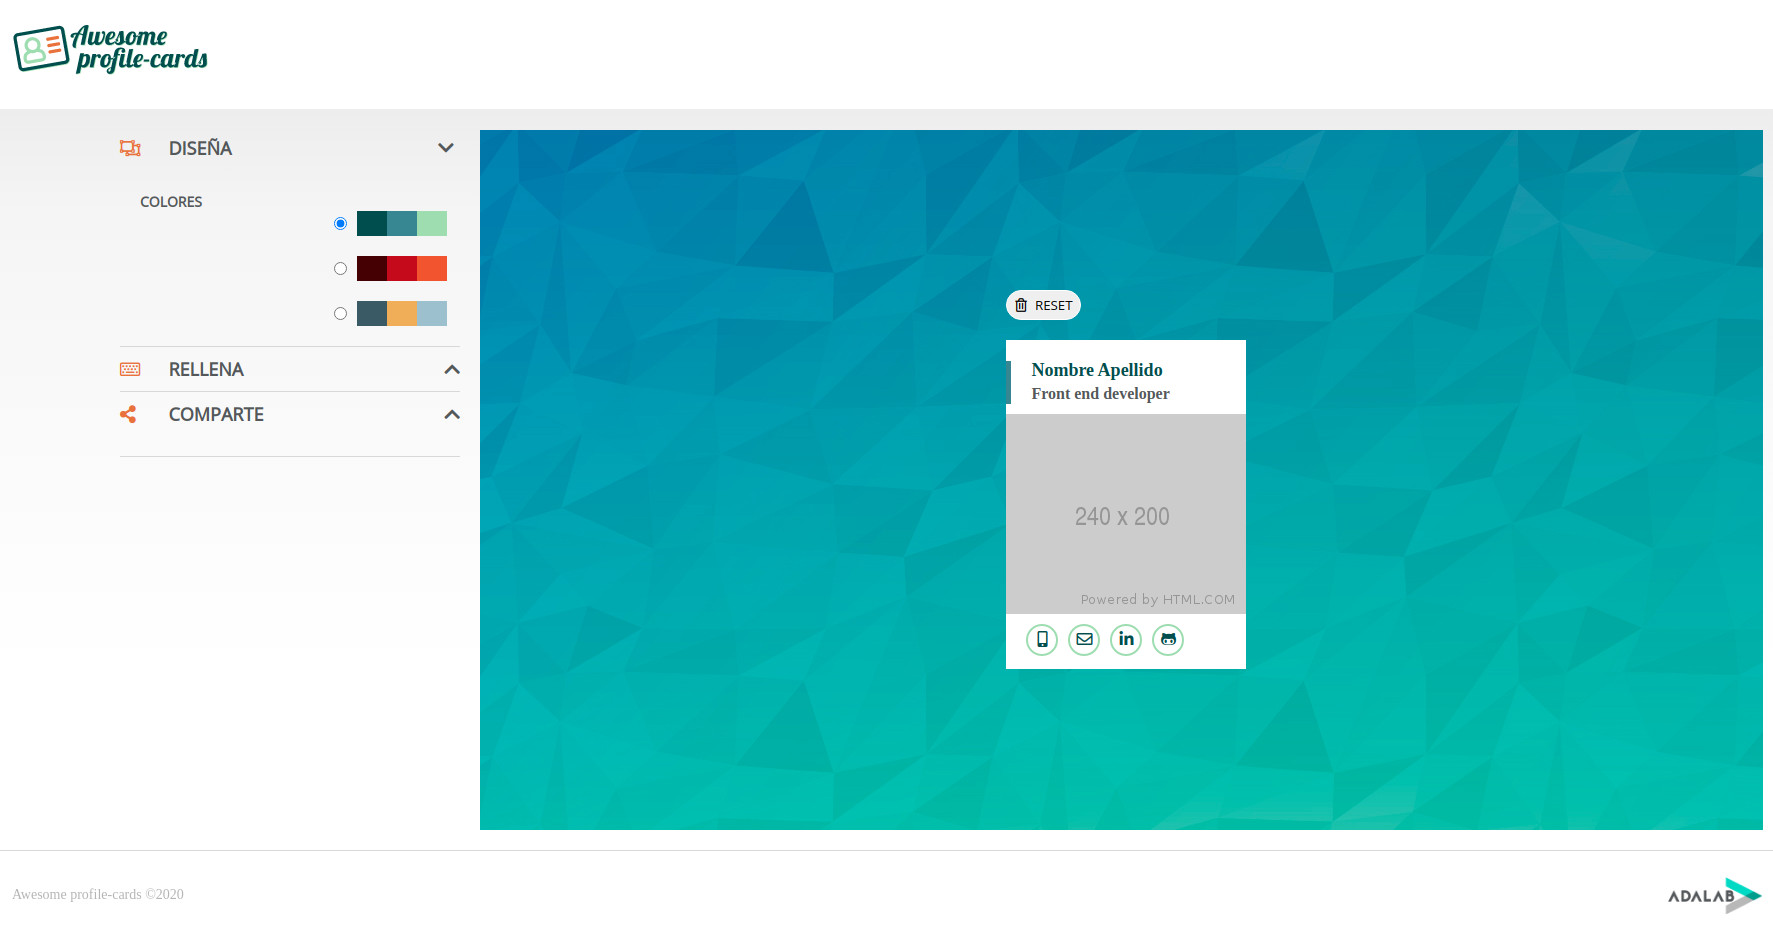 Awesome
profile-cards
DISEÑA
COLORES
RELLENA
COMPARTE
RESET
Nombre Apellido
Front end developer
240 x 200
Powered by HTML.COM
in
Awesome profile-cards ©2020
ADALAB